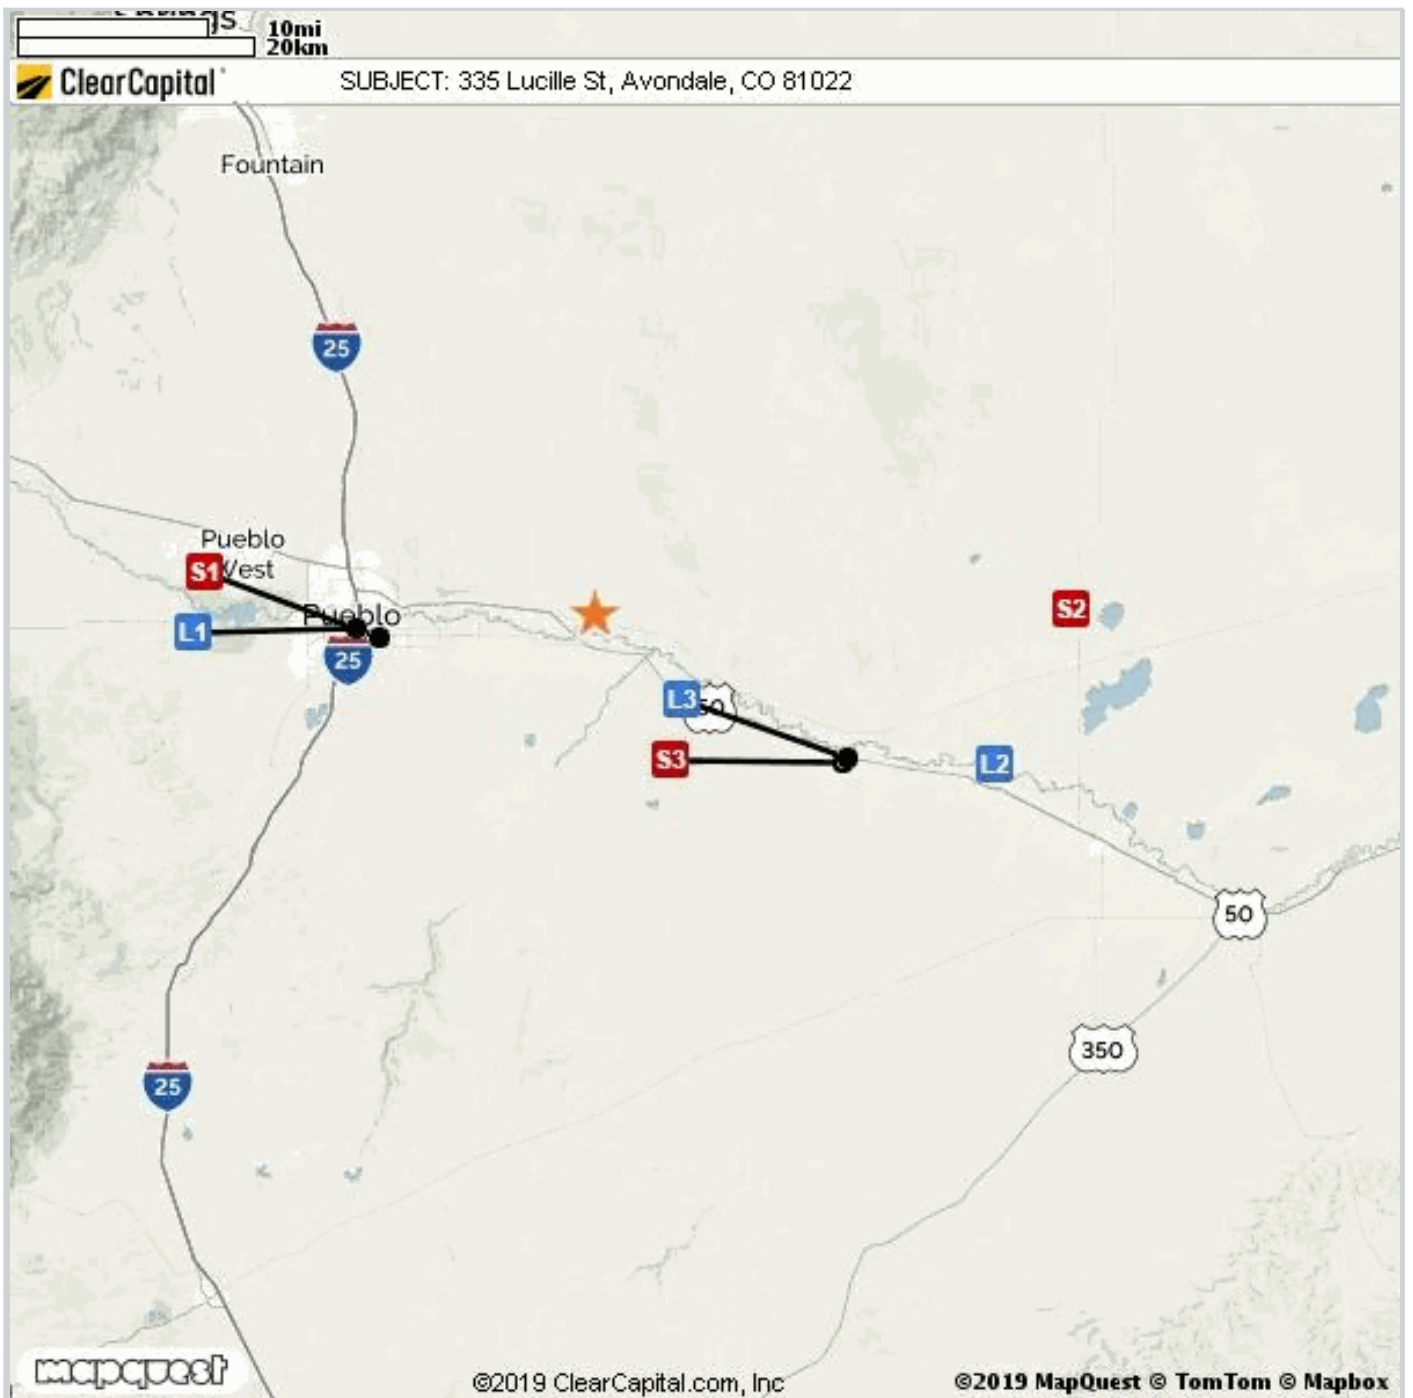 10mi
20km
ClearCapital
SUBJECT: 335 Lucille St, Avondale, CO 81022
Fountain
25
Pueblo
West
S1
Pueblo
L1
25
S2
L3
50
S3
L2
50
350
25
mapquest
©2019 ClearCapital.com, Inc
©2019 MapQuest © TomTom © Mapbox